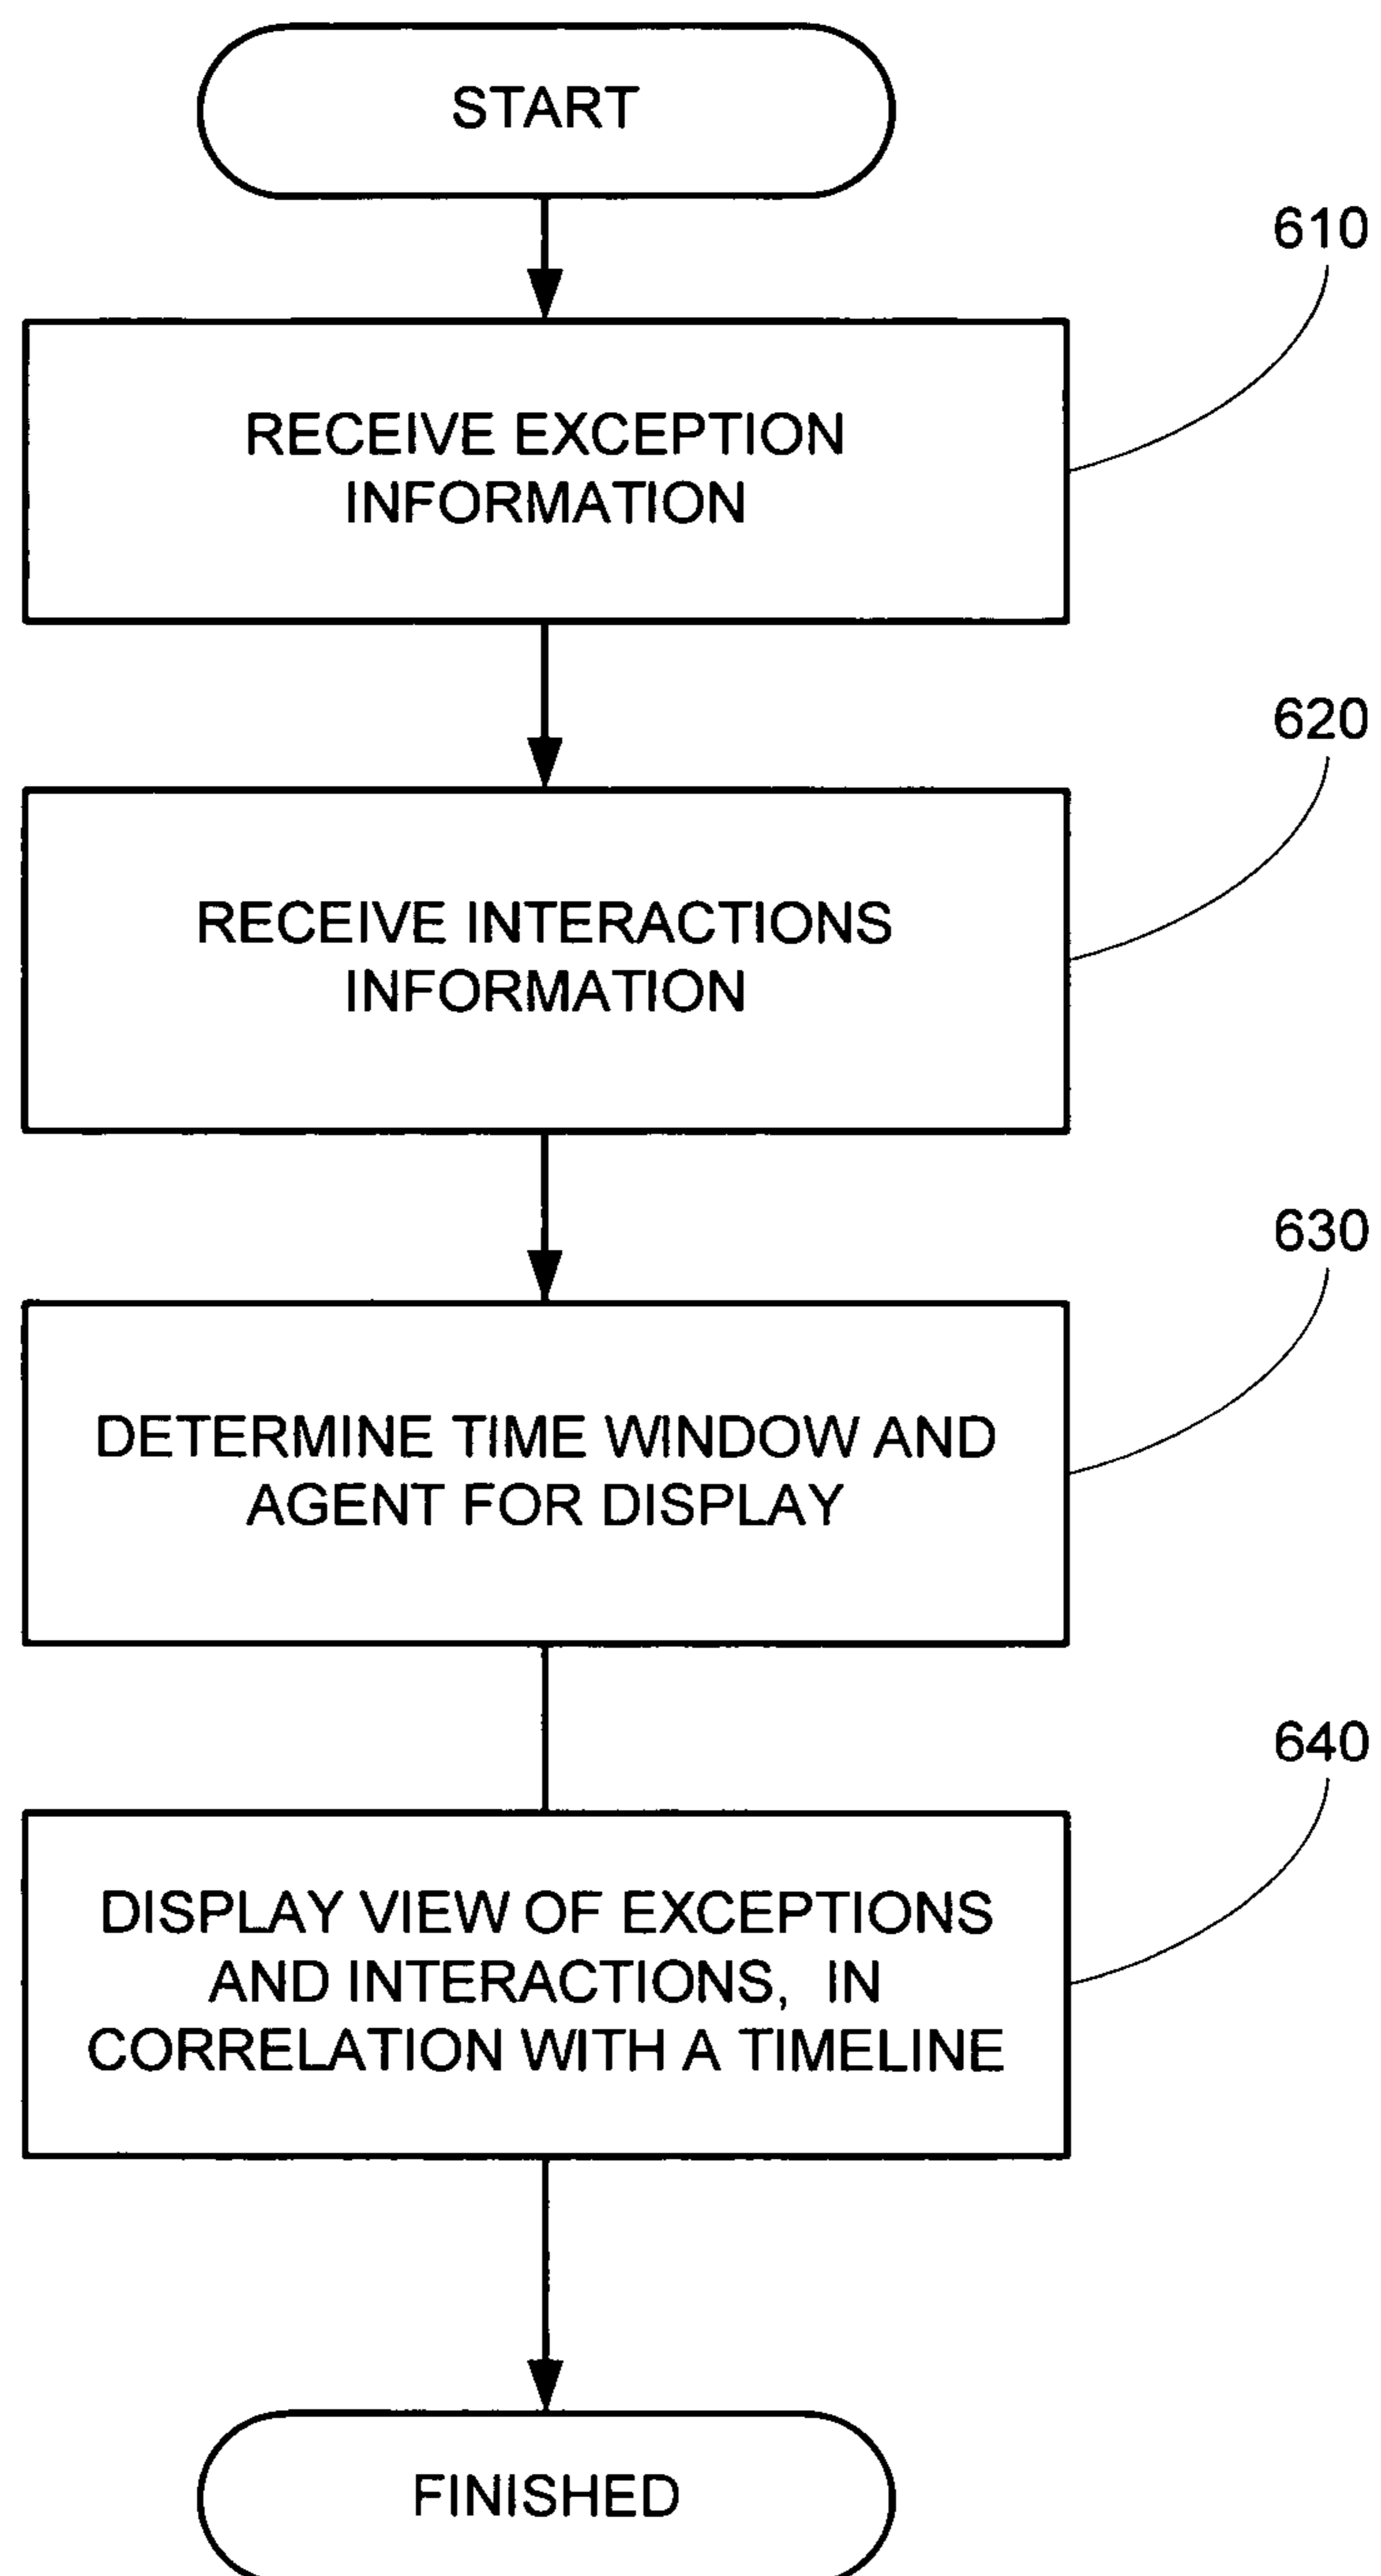 START
610
RECEIVE EXCEPTION
INFORMATION
620
RECEIVE INTERACTIONS
INFORMATION
630
DETERMINE TIME WINDOW AND
AGENT FOR DISPLAY
640
DISPLAY VIEW OF EXCEPTIONS
AND INTERACTIONS, IN
CORRELATION WITH A TIMELINE
FINISHED